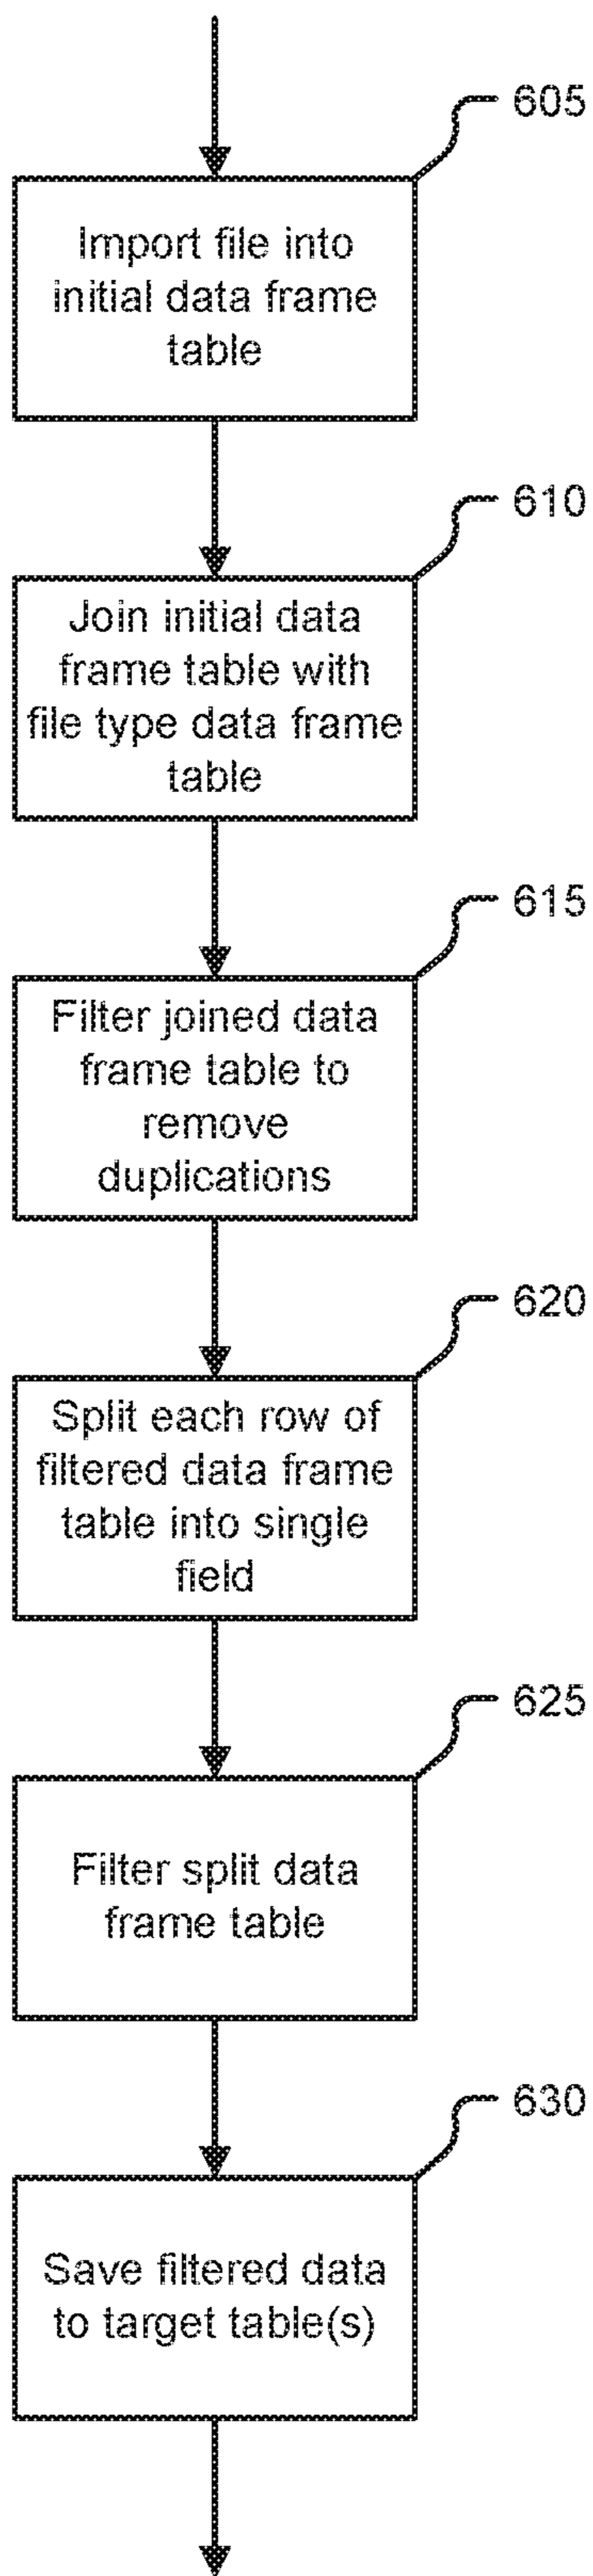 605
Import file into
initial data frame
table
610
Join initial data
frame table with
file type data frame
table
615
Filter joined data
frame table to
remove
duplications
620
Split each row of
filtered data frame
table into single
field
625
Filter split data
frame table
630
Save filtered data
to target table(s)